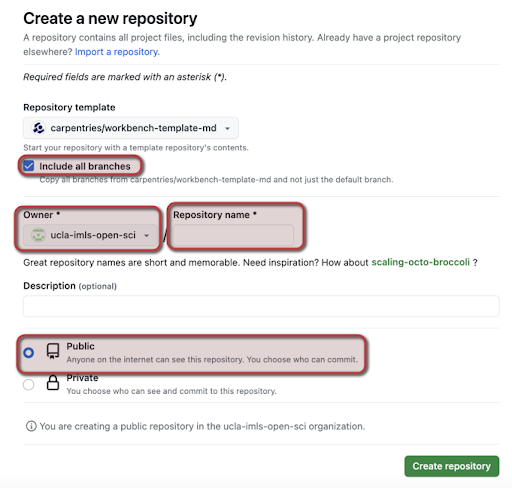 Create a new repository
A repository contains all project files, including the revision history. Already have a project repository
elsewhere? Import a repository.
Required fields are marked with an asterisk (*).
Repository template
carpentries/workbench-template-md
Start your repository with a template repository's contents.
Include all branches
Copy all branches from carpentries/workbench-template-md and not just the default branch.
Owner * Repository name *
ucla-imls-open-sci /
Great repository names are short and memorable. Need inspiration? How about scaling-octo-broccoli ?
Description (optional)
Public
Anyone on the internet can see this repository. You choose who can commit.
Private
You choose who can see and commit to this repository.
You are creating a public repository in the ucla-imls-open-sci organization.
Create repository